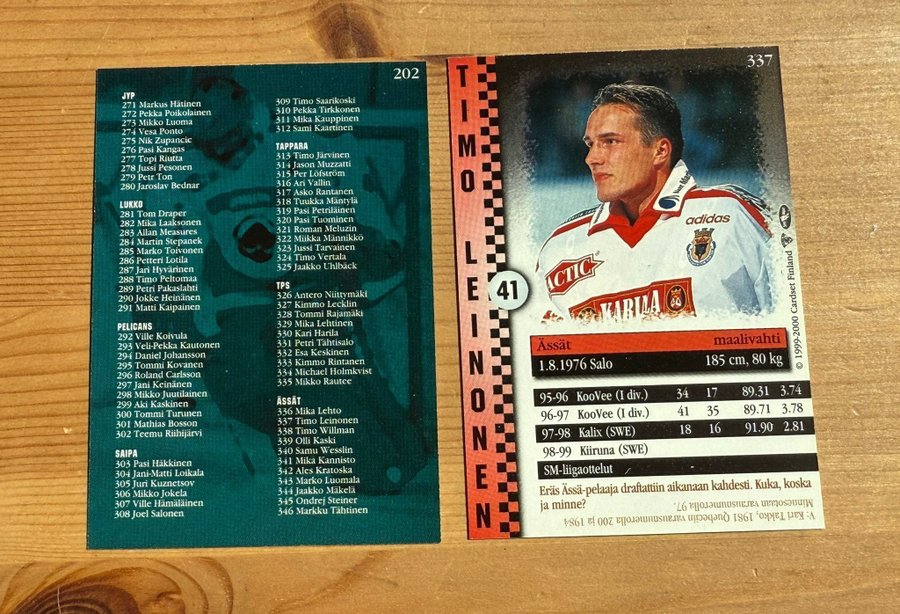 202
JYP
271 Markus Hätinen
272 Pekka Poikolainen
273 Mikko Luoma
274 Vesa Ponto
275 Nik Zupancic
276 Pasi Kangas
277 Topi Riutta
278 Jussi Pesonen
279 Petr Ton
280 Jaroslav Bednar
LUKKO
281 Tom Draper
282 Mika Laaksonen
283 Allan Measures
284 Martin Stepanek
285 Marko Toivonen
286 Petteri Lotila
287 Jari Hyvärinen
288 Timo Peltomaa
289 Petri Pakaslahti
290 Jokke Heinänen
291 Matti Kaipainen
PELICANS
292 Ville Koivula
293 Veli-Pekka Kautonen
294 Daniel Johansson
295 Tommi Kovanen
296 Roland Carlsson
297 Jani Keinänen
298 Mikko Juutilainen
299 Aki Kaskinen
300 Tommi Turunen
301 Mathias Bosson
302 Teemu Riihijärvi
SAIPA
303 Pasi Häkkinen
304 Jani-Matti Loikala
305 Juri Kuznetsov
306 Mikko Jokela
307 Ville Hämäläinen
308 Joel Salonen
309 Timo Saarikoski
310 Pekka Tirkkonen
311 Mika Kauppinen
312 Sami Kaartinen
TAPPARA
313 Timo Järvinen
314 Jason Muzzatti
315 Per Löfström
316 Ari Vallin
317 Asko Rantanen
318 Tuukka Mäntylä
319 Pasi Petriläinen
320 Pasi Tuominen
321 Roman Meluzin
322 Miikka Männikkö
323 Jussi Tarvainen
324 Timo Vertala
325 Jaakko Uhlbäck
TPS
326 Antero Niittymäki
327 Kimmo Lecklin
328 Tommi Rajamäki
329 Mika Lehtinen
330 Kari Harila
331 Petri Tähtisalo
332 Esa Keskinen
333 Kimmo Rintanen
334 Michael Holmkvist
335 Mikko Rautee
ÄSSÄT
336 Mika Lehto
337 Timo Leinonen
338 Timo Willman
339 Olli Kaski
340 Samu Wesslin
341 Mika Kannisto
342 Ales Kratoska
343 Marko Luomala
344 Jaakko Mäkelä
345 Ondrej Steiner
346 Markku Tähtinen
337
TIMO LEINONEN
41
adidas
ACTIC
KARJLA
© 1999-2000 Cardset Finland
Ässät maalivahti
1.8.1976 Salo 185 cm, 80 kg
95-96 KooVee (I div.) 34 17 89.31 3.74
96-97 KooVee (I div.) 41 35 89.71 3.78
97-98 Kalix (SWE) 18 16 91.90 2.81
98-99 Kiiruna (SWE)
SM-liigaottelut
Eräs Ässä-pelaaja draftattiin aikanaan kahdesti. Kuka, koska
ja minne?
V: Kari Takko, 1981 Quebeciin varausnumerolla 200 ja 1984
Minnesotaan varausnumerolla 97.